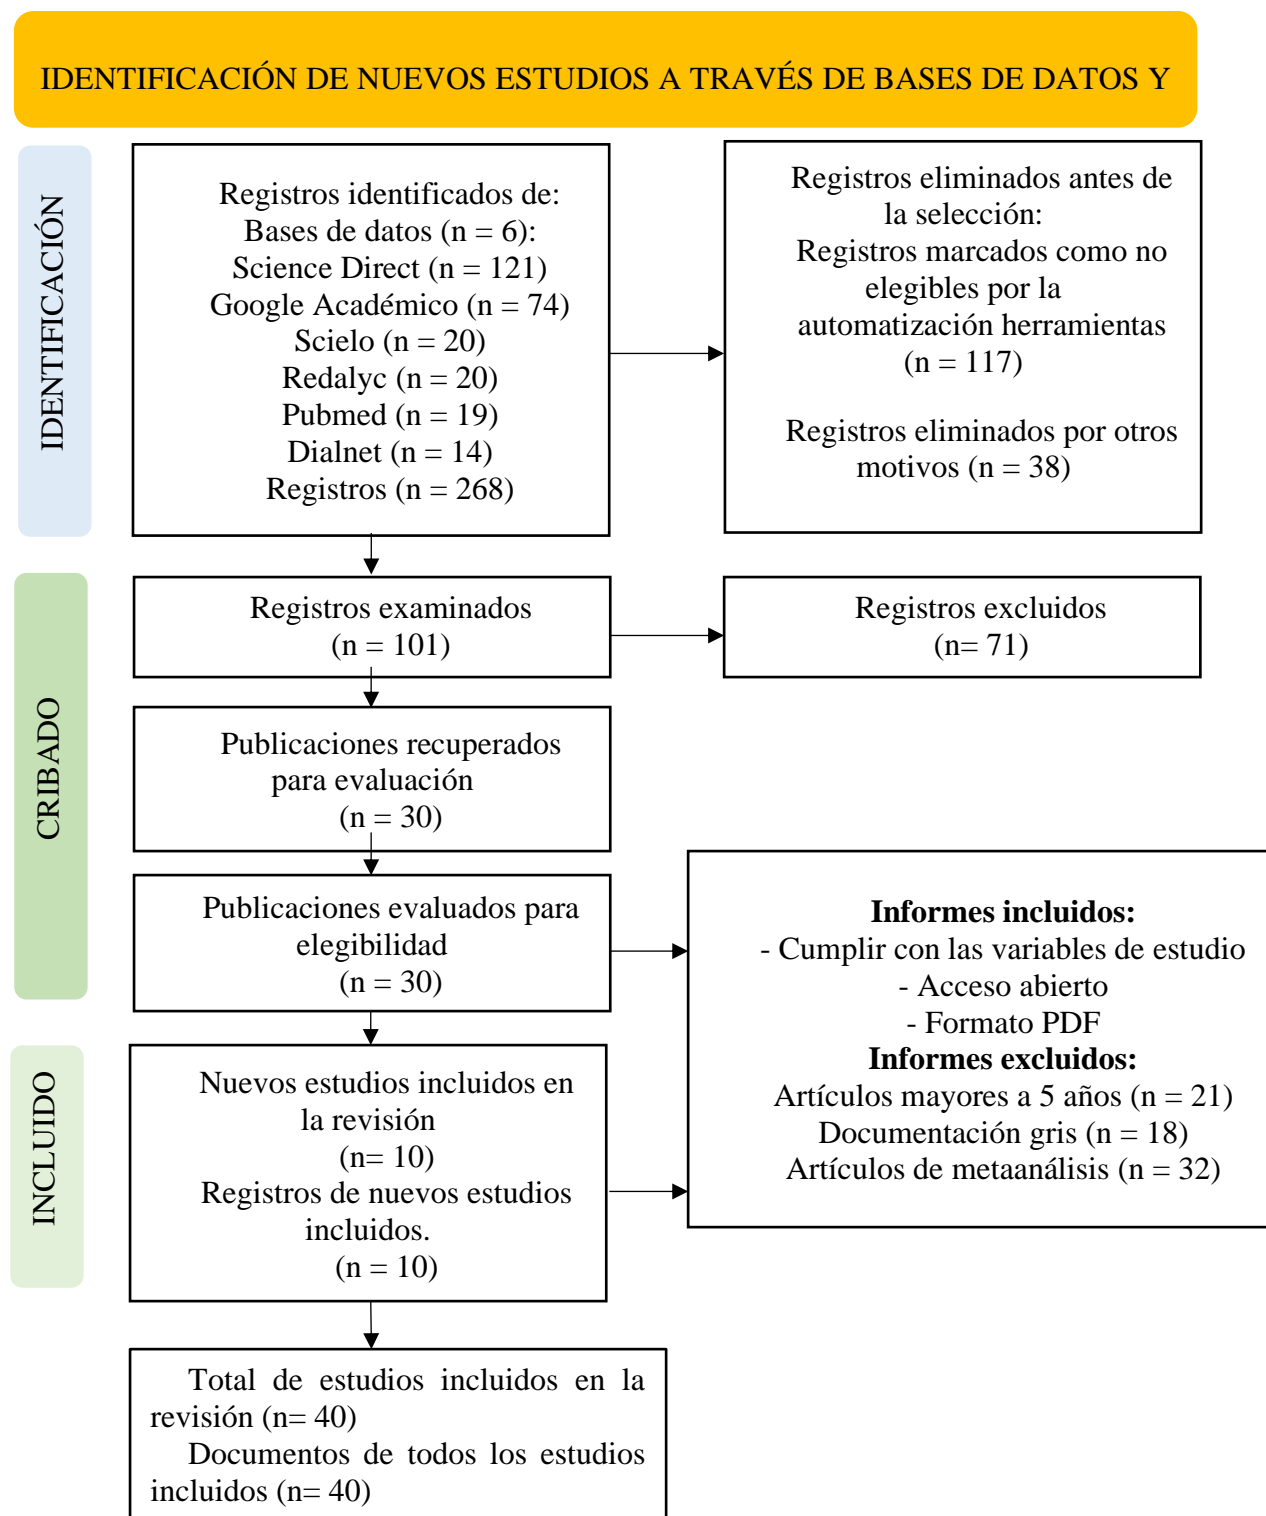 IDENTIFICACIÓN DE NUEVOS ESTUDIOS A TRAVÉS DE BASES DE DATOS Y
IDENTIFICACIÓN
Registros identificados de:
Bases de datos (n = 6):
Science Direct (n = 121)
Google Académico (n = 74)
Scielo (n = 20)
Redalyc (n = 20)
Pubmed (n = 19)
Dialnet (n = 14)
Registros (n = 268)
Registros eliminados antes de
la selección:
Registros marcados como no
elegibles por la
automatización herramientas
(n = 117)
Registros eliminados por otros
motivos (n = 38)
CRIBADO
Registros examinados
(n = 101)
Registros excluidos
(n= 71)
Publicaciones recuperados
para evaluación
(n = 30)
Publicaciones evaluados para
elegibilidad
(n = 30)
Informes incluidos:
- Cumplir con las variables de estudio
- Acceso abierto
- Formato PDF
Informes excluidos:
Artículos mayores a 5 años (n = 21)
Documentación gris (n = 18)
Artículos de metaanálisis (n = 32)
INCLUIDO
Nuevos estudios incluidos en
la revisión
(n= 10)
Registros de nuevos estudios
incluidos.
(n = 10)
Total de estudios incluidos en la
revisión (n= 40)
Documentos de todos los estudios
incluidos (n= 40)